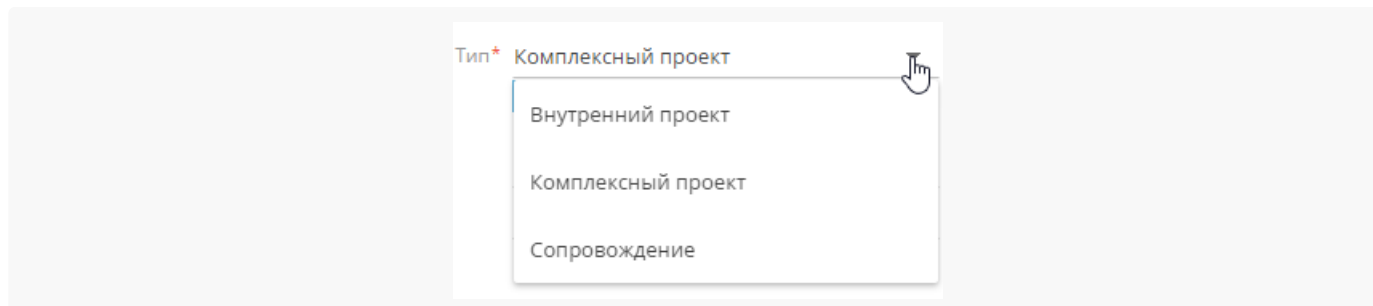 Тип* Комплексный проект
Внутренний проект
Комплексный проект
Сопровождение